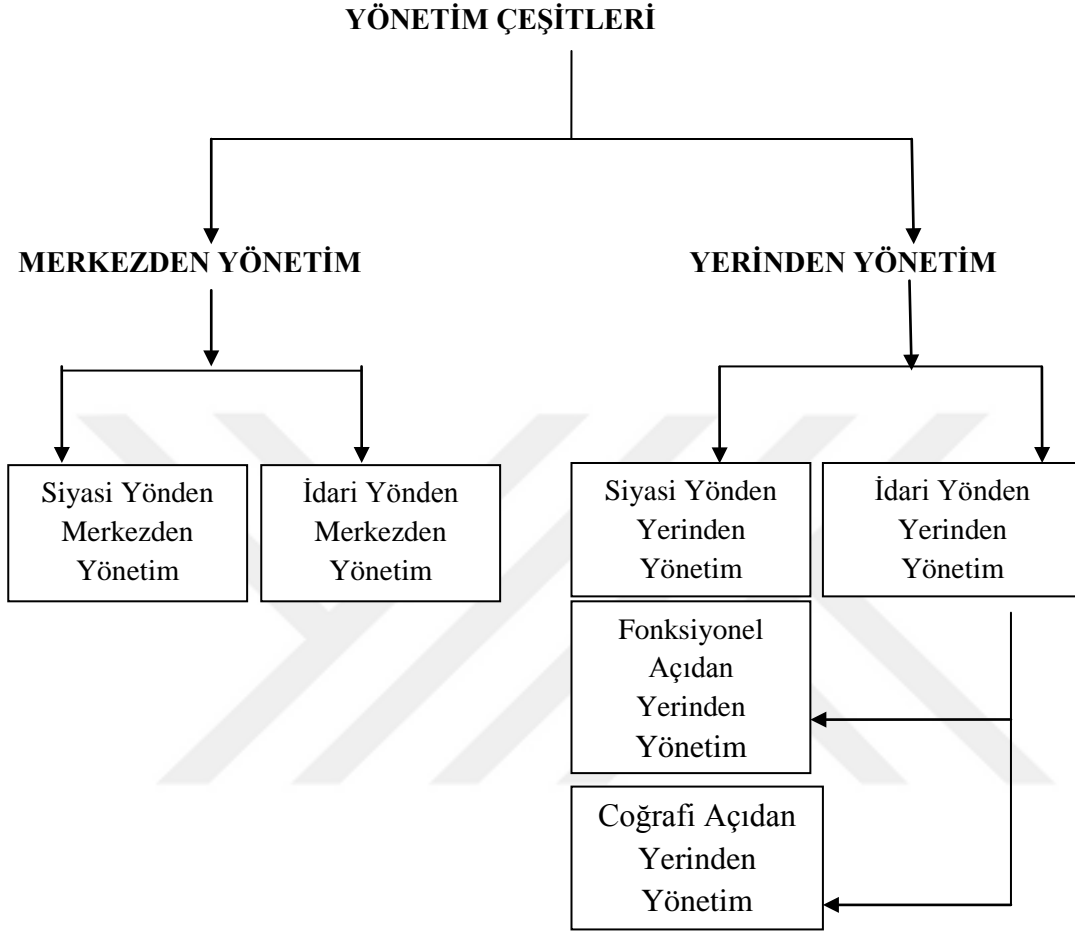 YÖNETİM ÇEŞİTLERİ
MERKEZDEN YÖNETİM
YERİNDEN YÖNETİM
Siyasi Yönden
Merkezden
Yönetim
İdari Yönden
Merkezden
Yönetim
Siyasi Yönden
Yerinden
Yönetim
İdari Yönden
Yerinden
Yönetim
Fonksiyonel
Açıdan
Yerinden
Yönetim
Coğrafi Açıdan
Yerinden
Yönetim